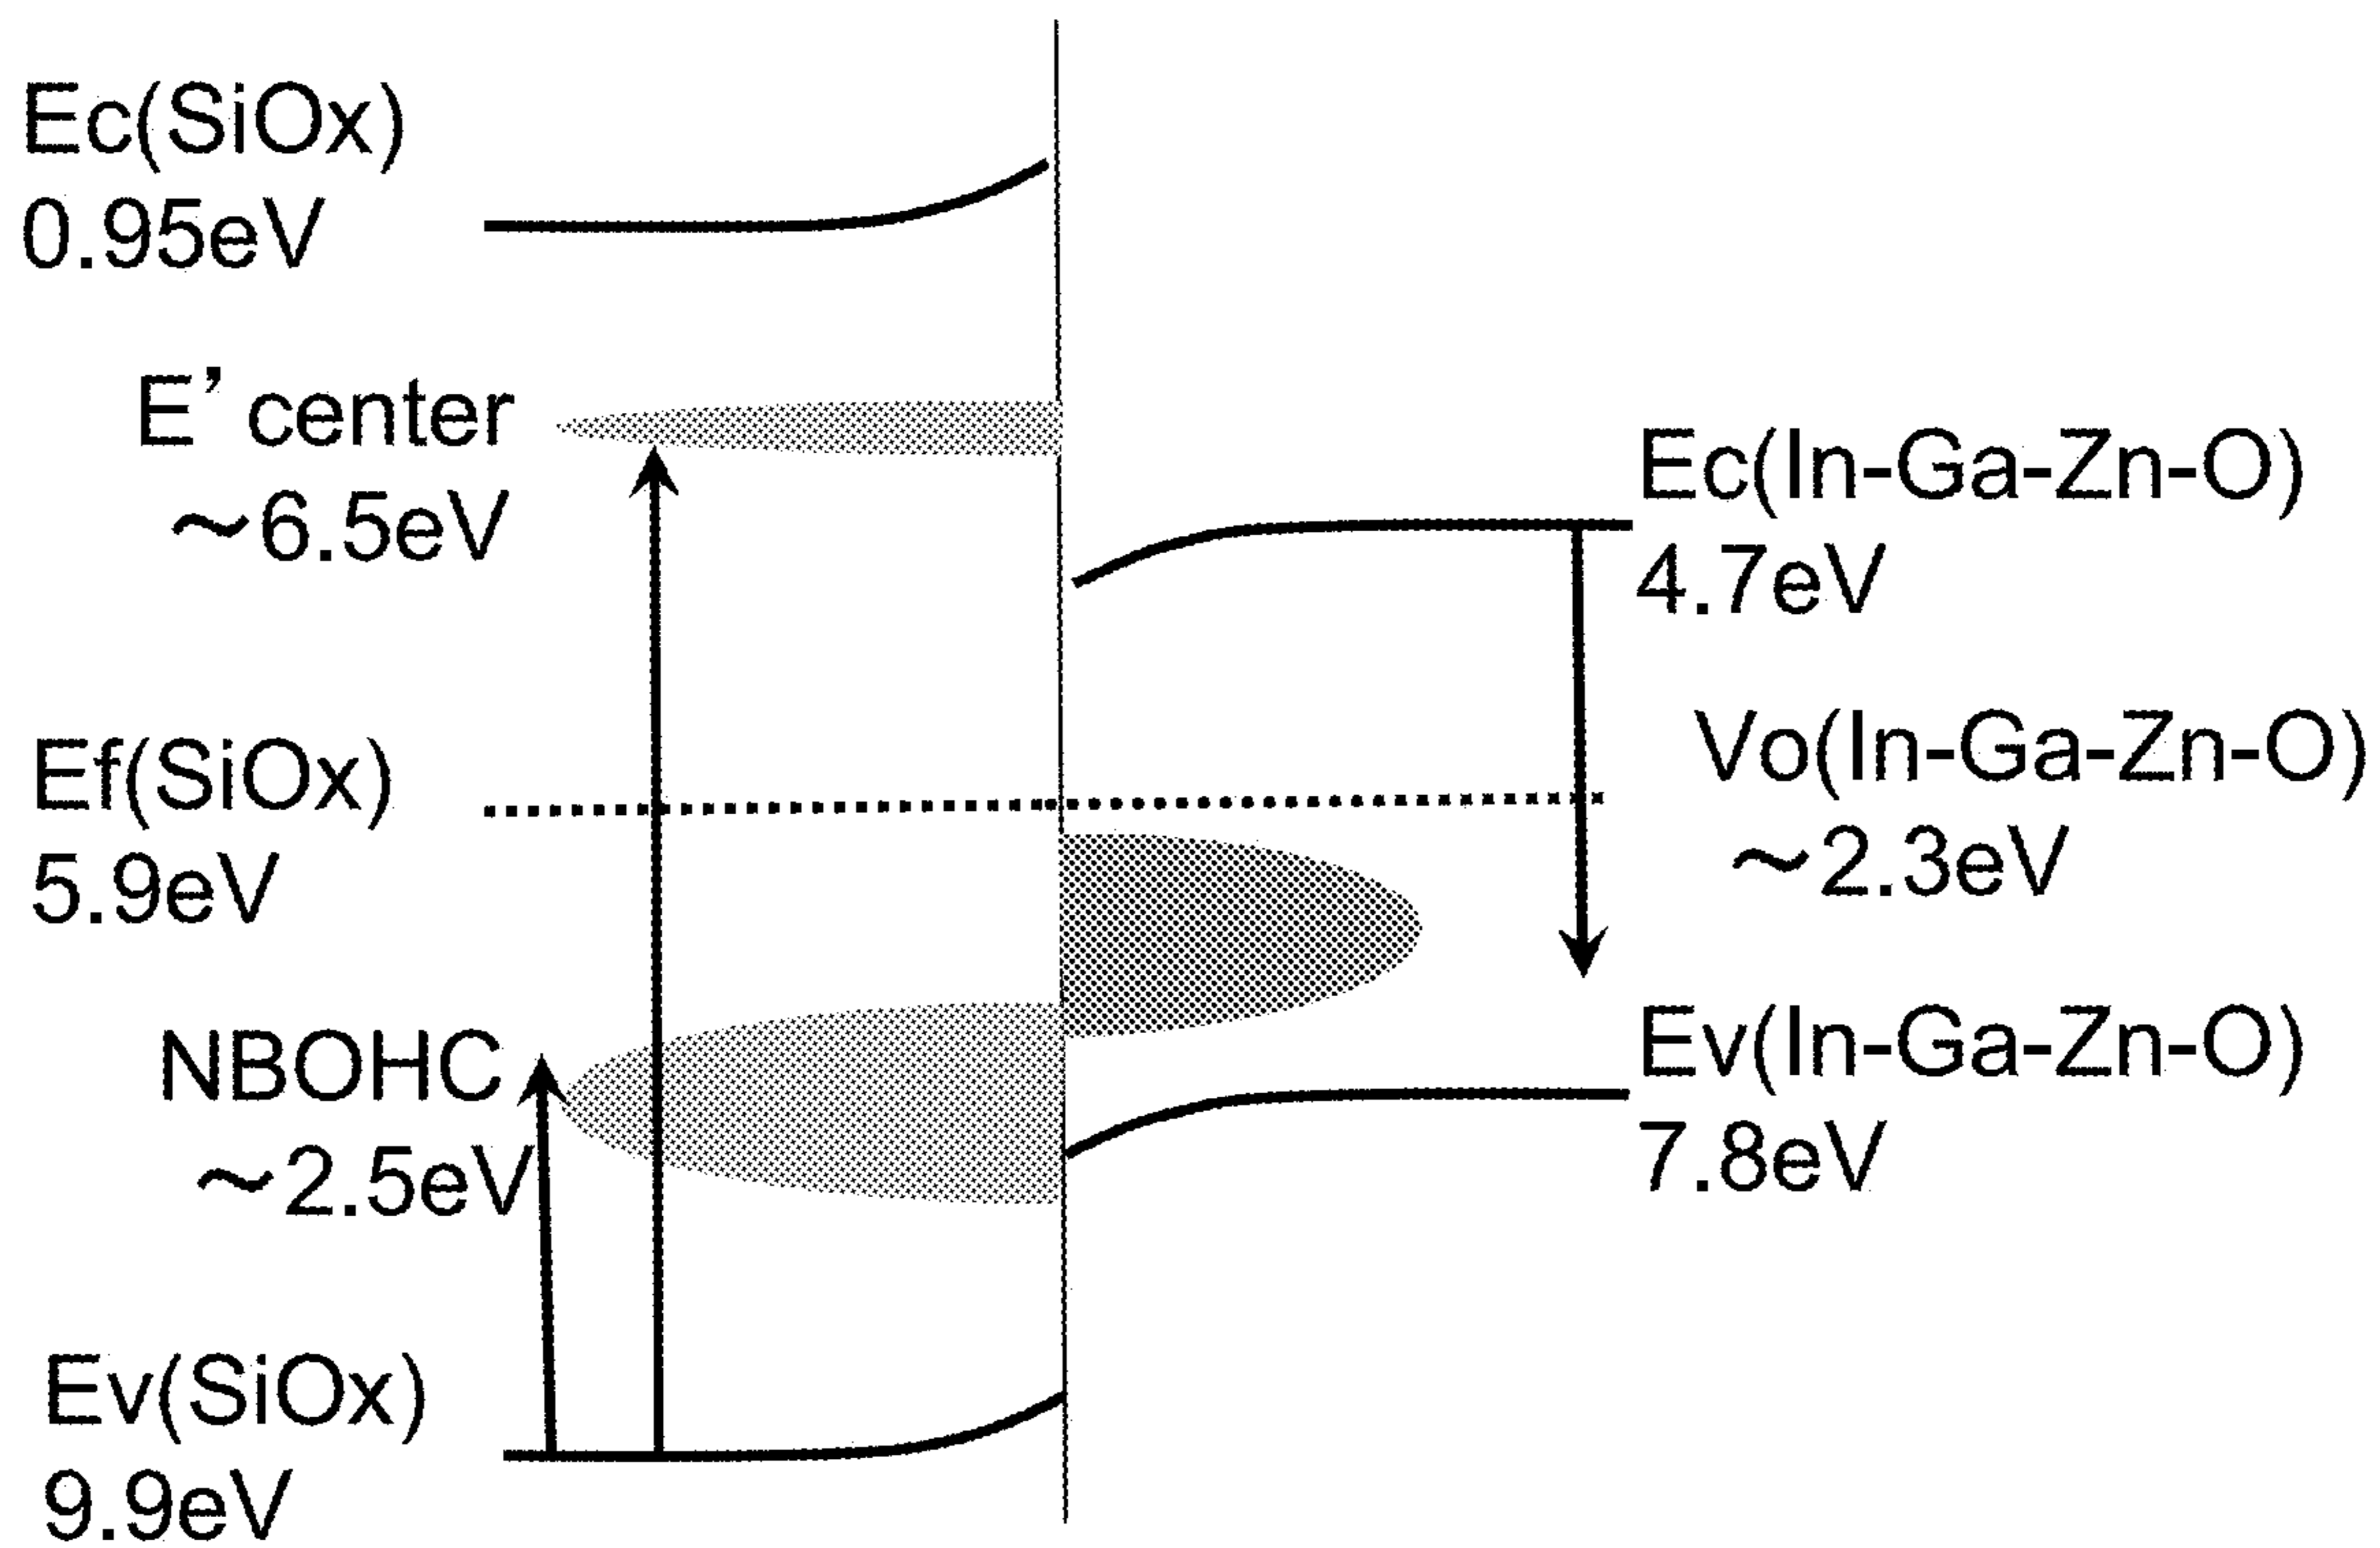 Ec(SiOx)
0.95eV
E’ center
~6.5eV
Ef(SiOx)
5.9eV
NBOHC
~2.5eV
Ev(SiOx)
9.9eV
Ec(In-Ga-Zn-O)
4.7eV
Vo(In-Ga-Zn-O)
~2.3eV
Ev(In-Ga-Zn-O)
7.8eV